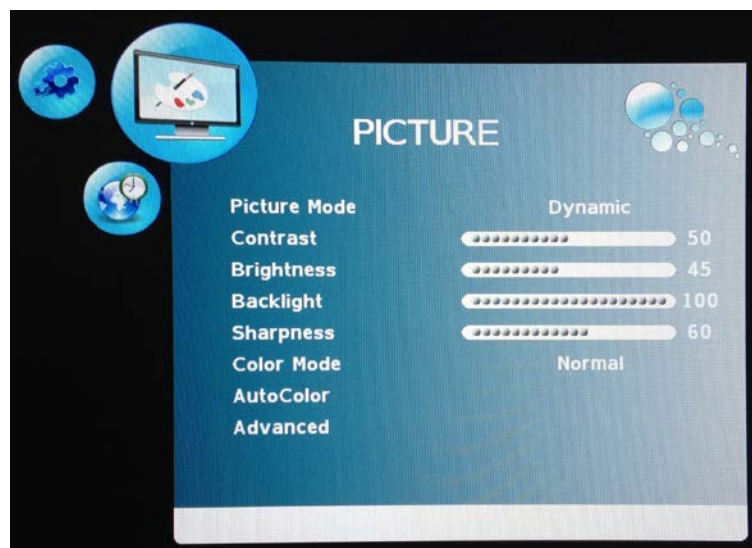 PICTURE
Picture Mode Dynamic
Contrast 50
Brightness 45
Backlight 100
Sharpness 60
Color Mode Normal
AutoColor
Advanced